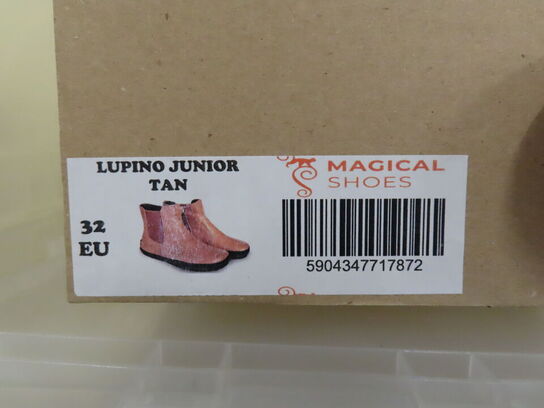 LUPINO JUNIOR
TAN
32
EU
MAGICAL
SHOES
5904347717872